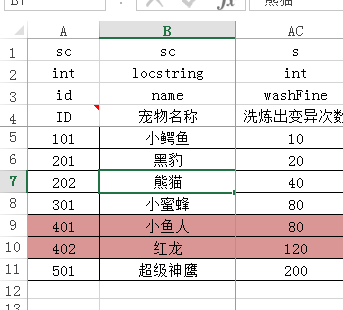 熊猫
A B AC
1 sc sc s
2 int locstring int
3 id name washFine
4 ID 宠物名称 洗炼出变异次数
5 101 小鳄鱼 10
6 201 黑豹 20
7 202 熊猫 40
8 301 小蜜蜂 80
9 401 小鱼人 80
10 402 红龙 120
11 501 超级神鹰 200
12
13